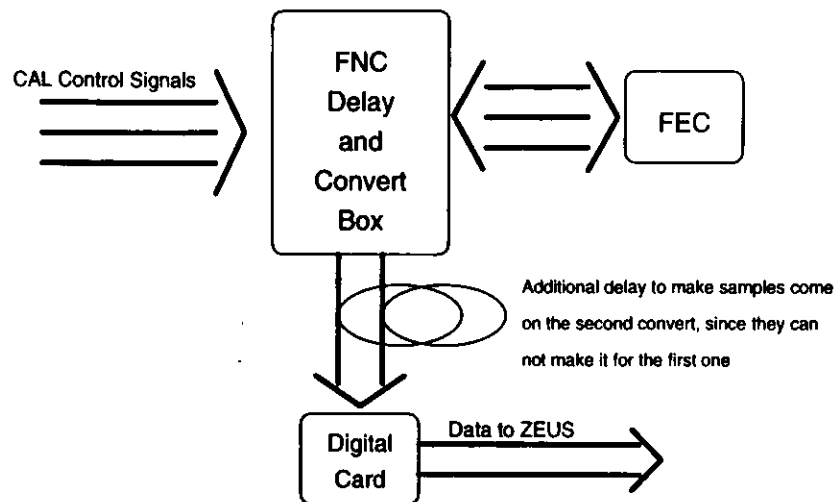 CAL Control Signals
FNC
Delay
and
Convert
Box
FEC
Additional delay to make samples come
on the second convert, since they can
not make it for the first one
Digital
Card
Data to ZEUS